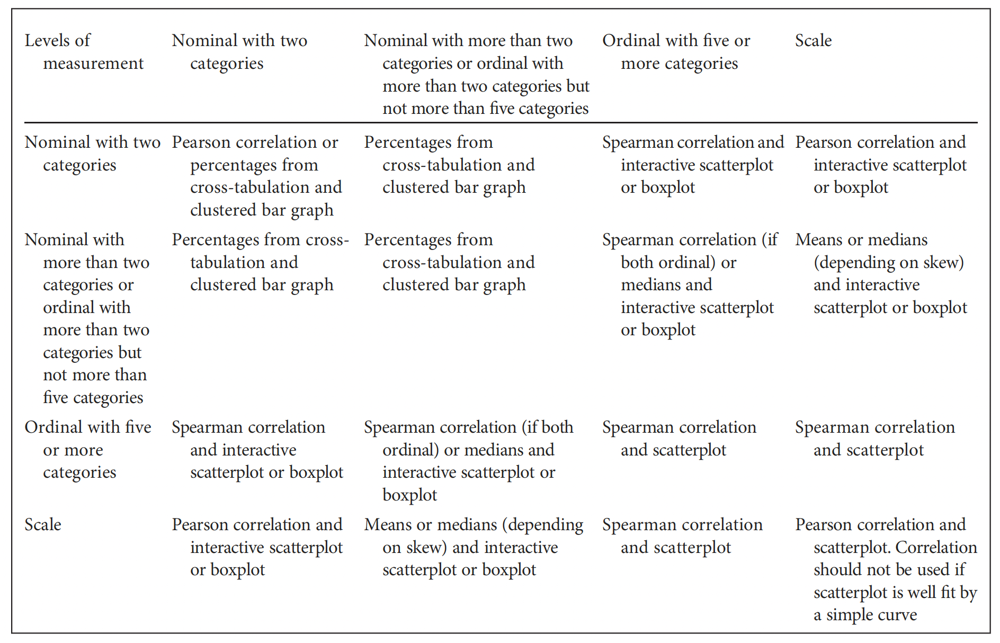 Levels of
measurement
Nominal with two
categories
Nominal with more than two
categories or ordinal with
more than two categories but
not more than five categories
Ordinal with five or
more categories
Scale
Nominal with two
categories
Pearson correlation or
percentages from
cross-tabulation and
clustered bar graph
Percentages from
cross-tabulation and
clustered bar graph
Spearman correlation and
interactive scatterplot
or boxplot
Pearson correlation and
interactive scatterplot
or boxplot
Nominal with
more than two
categories or
ordinal with
more than two
categories but
not more than
five categories
Percentages from cross-
tabulation and
clustered bar graph
Percentages from
cross-tabulation and
clustered bar graph
Spearman correlation (if
both ordinal) or
medians and
interactive scatterplot
or boxplot
Means or medians
(depending on skew)
and interactive
scatterplot or boxplot
Ordinal with five
or more
categories
Spearman correlation
and interactive
scatterplot or boxplot
Spearman correlation (if both
ordinal) or medians and
interactive scatterplot or
boxplot
Spearman correlation
and scatterplot
Spearman correlation
and scatterplot
Scale
Pearson correlation and
interactive scatterplot
or boxplot
Means or medians (depending
on skew) and interactive
scatterplot or boxplot
Spearman correlation
and scatterplot
Pearson correlation and
scatterplot. Correlation
should not be used if
scatterplot is well fit by
a simple curve